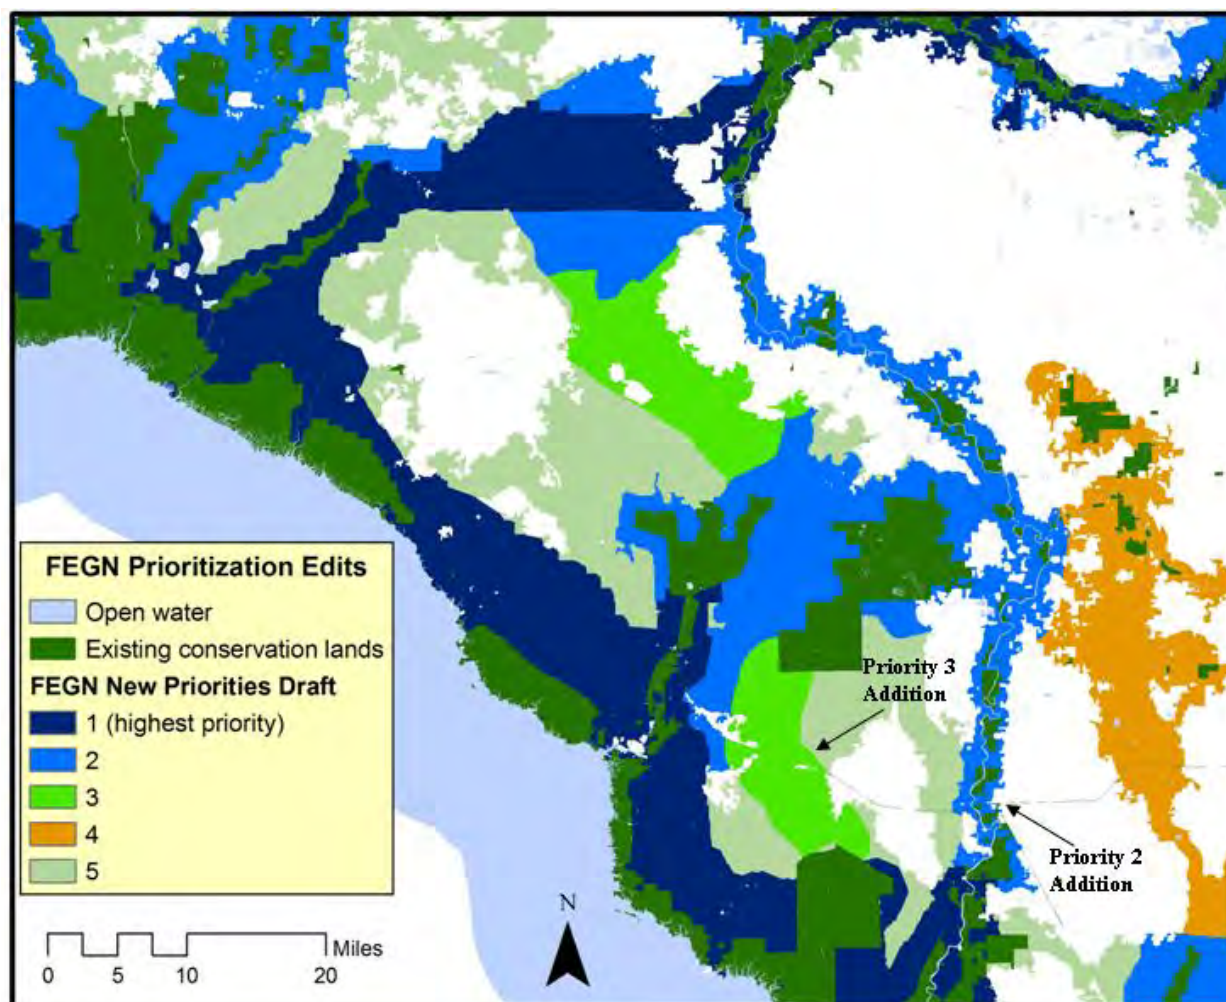 FEGN Prioritization Edits
Open water
Existing conservation lands
FEGN New Priorities Draft
1 (highest priority)
2
3
4
5
Priority 3
Addition
Priority 2
Addition
N
Miles
0 5 10 20